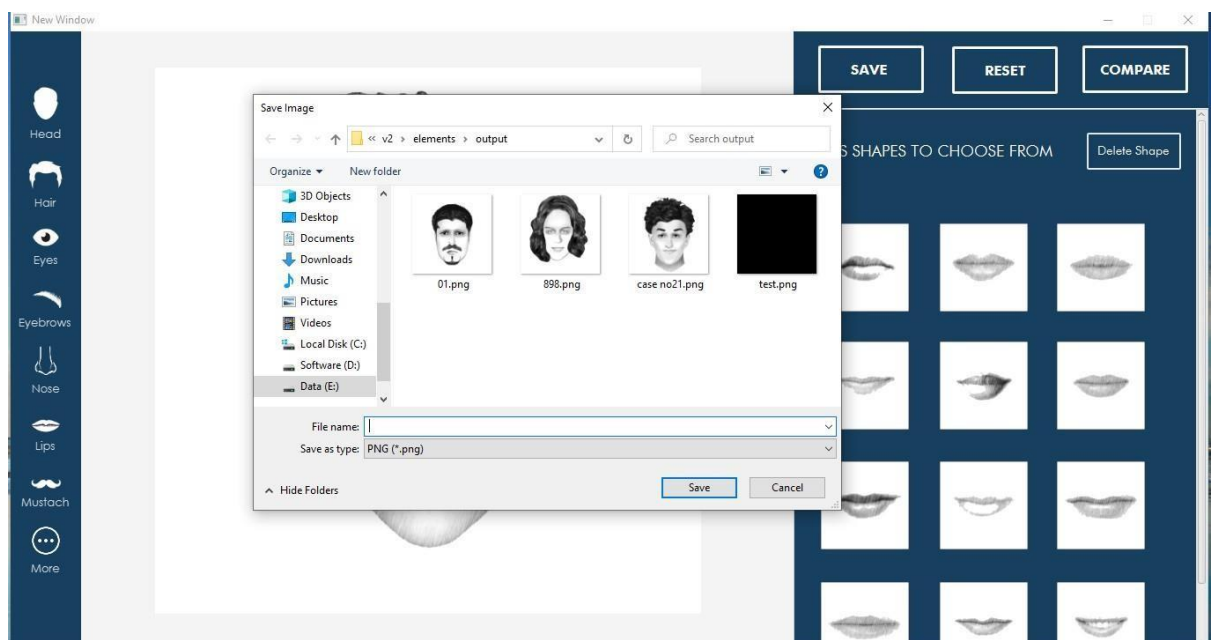 New Window
SAVE
RESET
COMPARE
Head
Hair
Eyes
Eyebrows
Nose
Lips
Mustach
More
Save Image
« v2 › elements › output
Search output
Organize
New folder
3D Objects
Desktop
Documents
Downloads
Music
Pictures
Videos
Local Disk (C:)
Software (D:)
Data (E:)
01.png
898.png
case no21.png
test.png
File name:
Save as type: PNG (*.png)
Hide Folders
Save
Cancel
S SHAPES TO CHOOSE FROM
Delete Shape